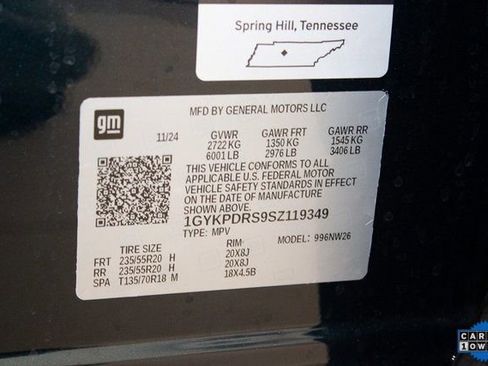 Spring Hill, Tennessee
gm
MFD BY GENERAL MOTORS LLC
11/24 GVWR GAWR FRT GAWR RR
2722 KG 1350 KG 1545 KG
6001 LB 2976 LB 3406 LB
THIS VEHICLE CONFORMS TO ALL
APPLICABLE U.S. FEDERAL MOTOR
VEHICLE SAFETY STANDARDS IN EFFECT
ON THE DATE OF MANUFACTURE
SHOWN ABOVE.
1GYKPDRS9SZ119349
TYPE: MPV
TIRE SIZE RIM: MODEL: 996NW26
FRT 235/55R20 H 20X8J
RR 235/55R20 H 20X8J
SPA T135/70R18 M 18X4.5B
CAR
1 OW